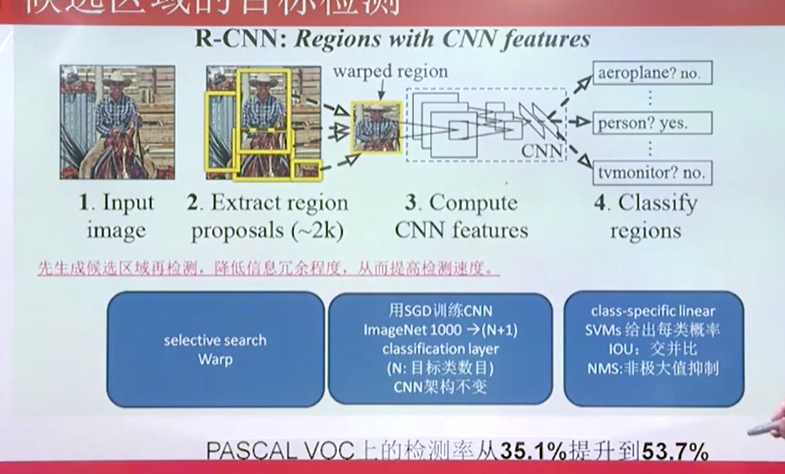 候选区域的目标检测
R-CNN: Regions with CNN features
warped region
aeroplane? no.
person? yes.
CNN
tvmonitor? no.
1. Input image
2. Extract region proposals (~2k)
3. Compute CNN features
4. Classify regions
先生成候选区域再检测，降低信息冗余程度，从而提高检测速度。
selective search
Warp
用SGD训练CNN
ImageNet 1000 →(N+1)
classification layer
(N: 目标类数目)
CNN架构不变
class-specific linear
SVMs 给出每类概率
IOU：交并比
NMS:非极大值抑制
PASCAL VOC上的检测率从35.1%提升到53.7%